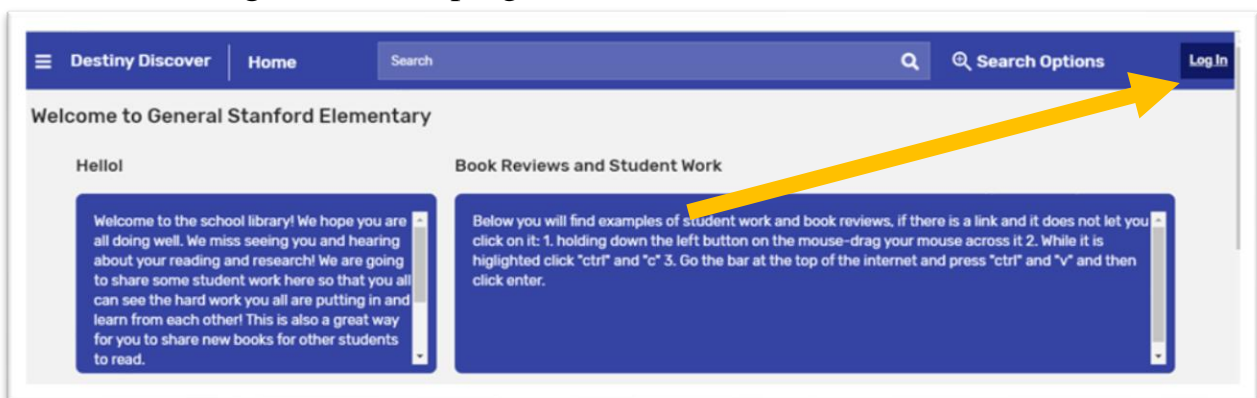 Destiny Discover Home Search Search Options Log In
Welcome to General Stanford Elementary
Hello!
Welcome to the school library! We hope you are
all doing well. We miss seeing you and hearing
about your reading and research! We are going
to share some student work here so that you all
can see the hard work you all are putting in and
learn from each other! This is also a great way
for you to share new books for other students
to read.
Book Reviews and Student Work
Below you will find examples of student work and book reviews, if there is a link and it does not let you
click on it: 1. holding down the left button on the mouse-drag your mouse across it 2. While it is
higlighted click "ctrl" and "c" 3. Go the bar at the top of the internet and press "ctrl" and "v" and then
click enter.